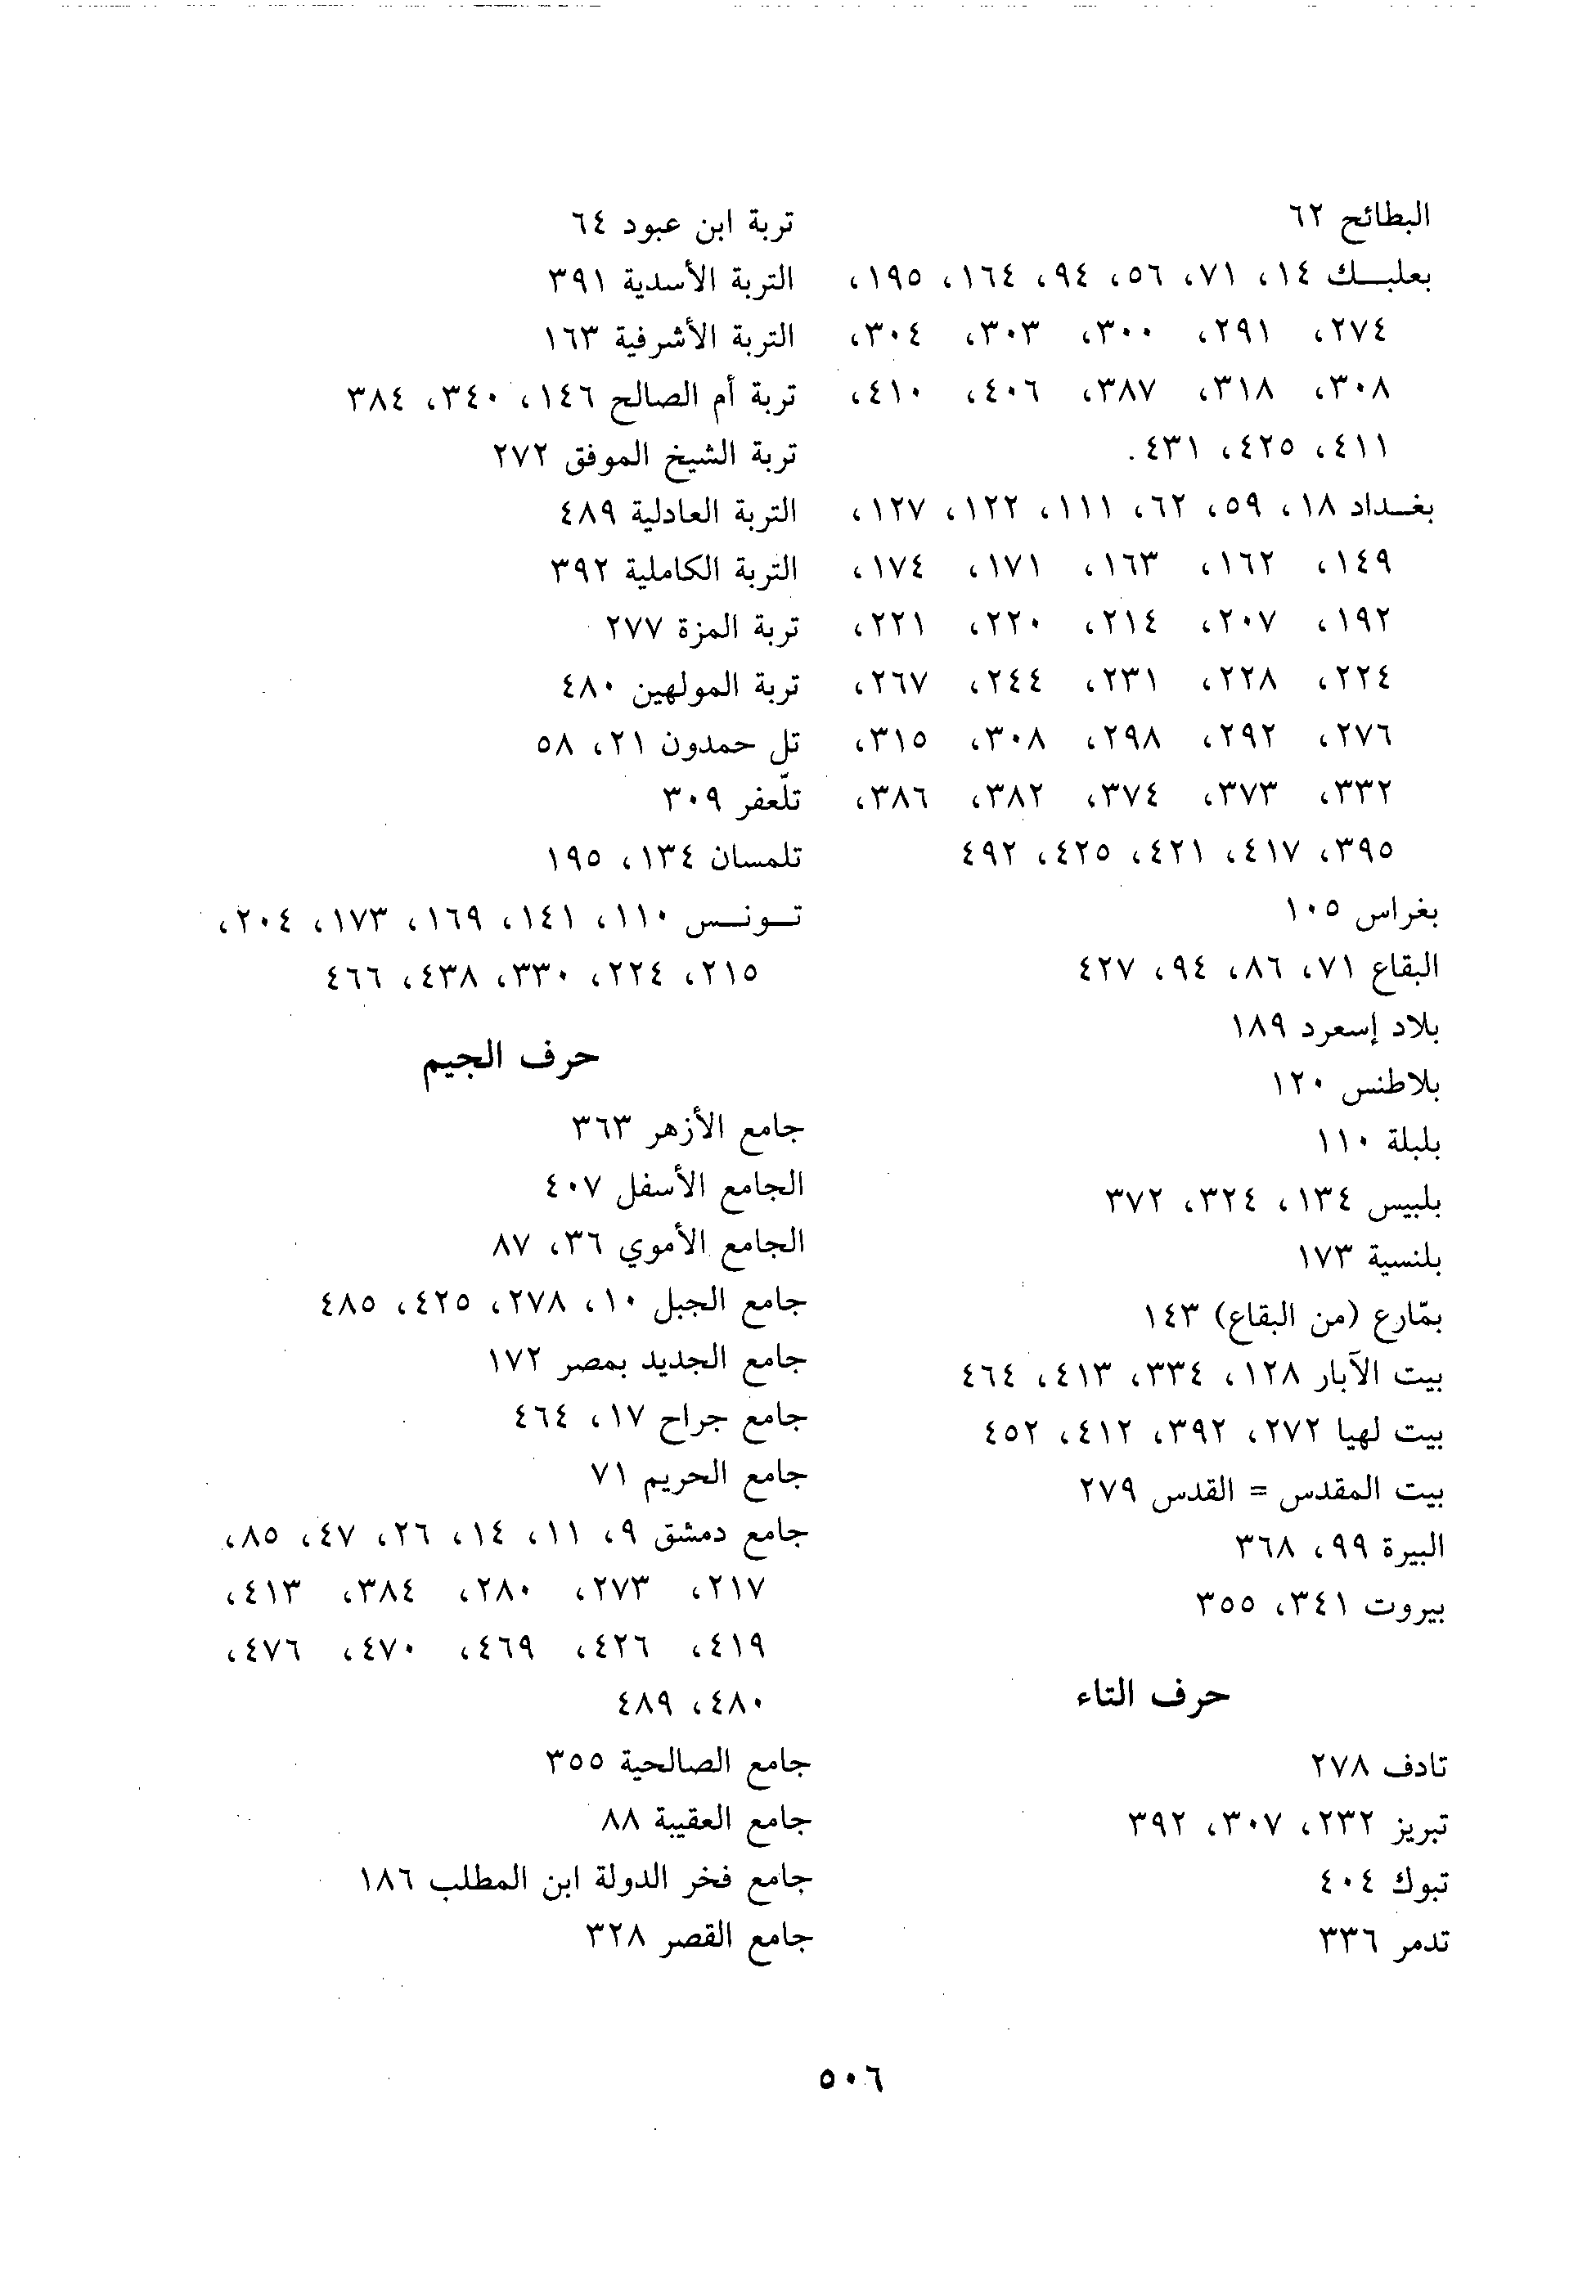 البطائح ٦٢
بعلبـــك ١٤، ٧١، ٥٦، ٩٤، ١٦٤، ١٩٥،
٢٧٤، ٢٩١، ٣٠٠، ٣٠٣، ٣٠٤،
٣٠٨، ٣١٨، ٣٨٧، ٤٠٦، ٤١٠،
٤١١، ٤٢٥، ٤٣١.
بغـــداد ١٨، ٥٩، ٦٢، ١١١، ١٢٢، ١٢٧،
١٤٩، ١٦٢، ١٦٣، ١٧١، ١٧٤،
١٩٢، ٢٠٧، ٢١٤، ٢٢٠، ٢٢١،
٢٢٤، ٢٢٨، ٢٣١، ٢٤٤، ٢٦٧،
٢٧٦، ٢٩٢، ٢٩٨، ٣٠٨، ٣١٥،
٣٣٢، ٣٧٣، ٣٧٤، ٣٨٢، ٣٨٦،
٣٩٥، ٤١٧، ٤٢١، ٤٢٥، ٤٩٢
بغراس ١٠٥
البقاع ٧١، ٨٦، ٩٤، ٤٢٧
بلاد إسعرد ١٨٩
بلاطنس ١٢٠
بلبلة ١١٠
بلبيس ١٣٤، ٣٢٤، ٣٧٢
بلنسية ١٧٣
بمّارع (من البقاع) ١٤٣
بيت الآبار ١٢٨، ٣٣٤، ٤١٣، ٤٦٤
بيت لهيا ٢٧٢، ٣٩٢، ٤١٢، ٤٥٢
بيت المقدس = القدس ٢٧٩
البيرة ٩٩، ٣٦٨
بيروت ٣٤١، ٣٥٥
حرف التاء
تادف ٢٧٨
تبريز ٢٣٢، ٣٠٧، ٣٩٢
تبوك ٤٠٤
تدمر ٣٣٦
تربة ابن عبود ٦٤
التربة الأسدية ٣٩١
التربة الأشرفية ١٦٣
تربة أم الصالح ١٤٦، ٣٤٠، ٣٨٤
تربة الشيخ الموفق ٢٧٢
التربة العادلية ٤٨٩
التربة الكاملية ٣٩٢
تربة المزة ٢٧٧
تربة المولهين ٤٨٠
تل حمدون ٢١، ٥٨
تلّعفر ٣٠٩
تلمسان ١٣٤، ١٩٥
تـــونـــس ١١٠، ١٤١، ١٦٩، ١٧٣، ٢٠٤،
٢١٥، ٢٢٤، ٣٣٠، ٤٣٨، ٤٦٦
حرف الجيم
جامع الأزهر ٣٦٣
الجامع الأسفل ٤٠٧
الجامع الأموي ٣٦، ٨٧
جامع الجبل ١٠، ٢٧٨، ٤٢٥، ٤٨٥
جامع الجديد بمصر ١٧٢
جامع جراح ١٧، ٤٦٤
جامع الحريم ٧١
جامع دمشق ٩، ١١، ١٤، ٢٦، ٤٧، ٨٥،
٢١٧، ٢٧٣، ٢٨٠، ٣٨٤، ٤١٣،
٤١٩، ٤٢٦، ٤٦٩، ٤٧٠، ٤٧٦،
٤٨٠، ٤٨٩
جامع الصالحية ٣٥٥
جامع العقيبة ٨٨
جامع فخر الدولة ابن المطلب ١٨٦
جامع القصر ٣٢٨
٥٠٦